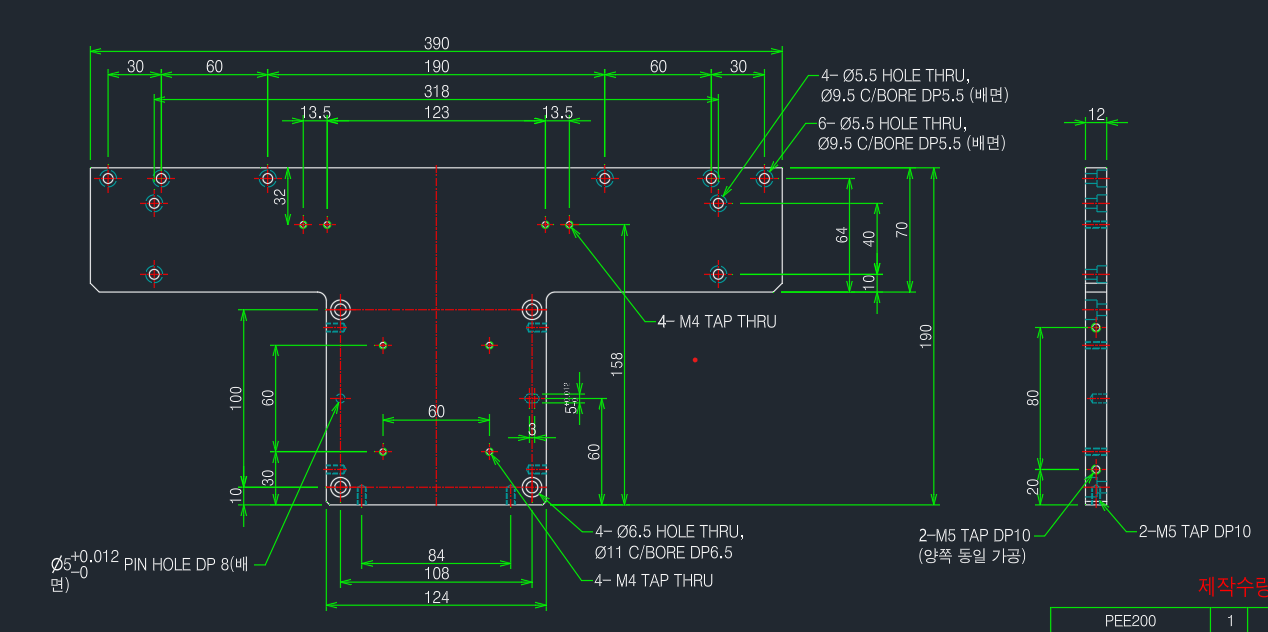 390
30
60
190
60
30
318
13.5
123
13.5
4- Ø5.5 HOLE THRU,
Ø9.5 C/BORE DP5.5 (배면)
6- Ø5.5 HOLE THRU,
Ø9.5 C/BORE DP5.5 (배면)
12
32
64
40
70
10
4- M4 TAP THRU
190
158
100
60
60
5
3
60
80
30
10
20
Ø5+0.012
-0
PIN HOLE DP 8(배
면)
84
108
124
4- Ø6.5 HOLE THRU,
Ø11 C/BORE DP6.5
4- M4 TAP THRU
2-M5 TAP DP10
(양쪽 동일 가공)
2-M5 TAP DP10
제작수량
PEE200
1